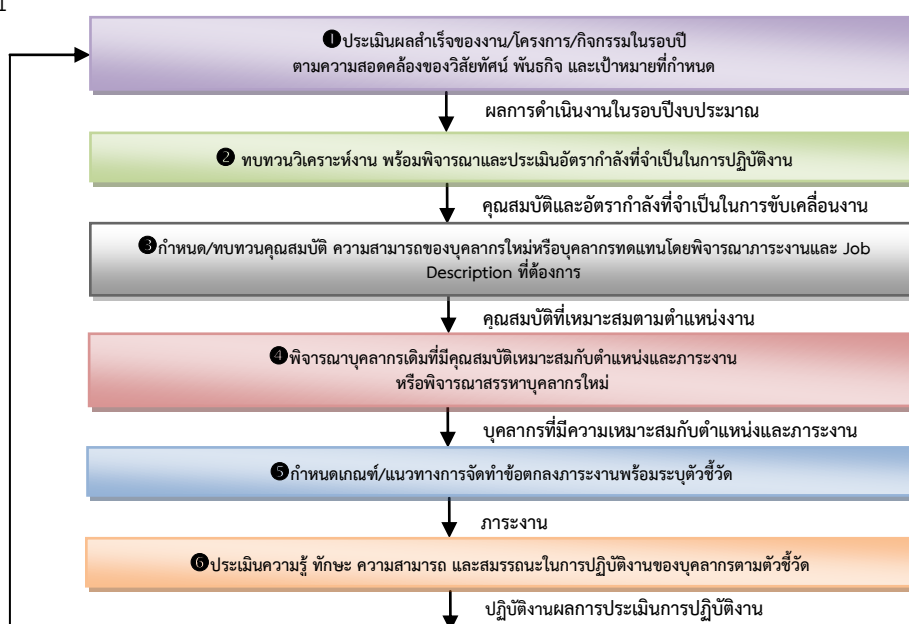 ❶ประเมินผลสำเร็จของงาน/โครงการ/กิจกรรมในรอบปี
ตามความสอดคล้องของวิสัยทัศน์ พันธกิจ และเป้าหมายที่กำหนด
ผลการดำเนินงานในรอบปีงบประมาณ
❷ ทบทวนวิเคราะห์งาน พร้อมพิจารณาและประเมินอัตรากำลังที่จำเป็นในการปฏิบัติงาน
คุณสมบัติและอัตรากำลังที่จำเป็นในการขับเคลื่อนงาน
❸กำหนด/ทบทวนคุณสมบัติ ความสามารถของบุคลากรใหม่หรือบุคลากรทดแทนโดยพิจารณาภาระงานและ Job
Description ที่ต้องการ
คุณสมบัติที่เหมาะสมตามตำแหน่งงาน
❹พิจารณาบุคลากรเดิมที่มีคุณสมบัติเหมาะสมกับตำแหน่งและภาระงาน
หรือพิจารณาสรรหาบุคลากรใหม่
บุคลากรที่มีความเหมาะสมกับตำแหน่งและภาระงาน
❺กำหนดเกณฑ์/แนวทางการจัดทำข้อตกลงภาระงานพร้อมระบุตัวชี้วัด
ภาระงาน
❻ประเมินความรู้ ทักษะ ความสามารถ และสมรรถนะในการปฏิบัติงานของบุคลากรตามตัวชี้วัด
ปฏิบัติงานผลการประเมินการปฏิบัติงาน